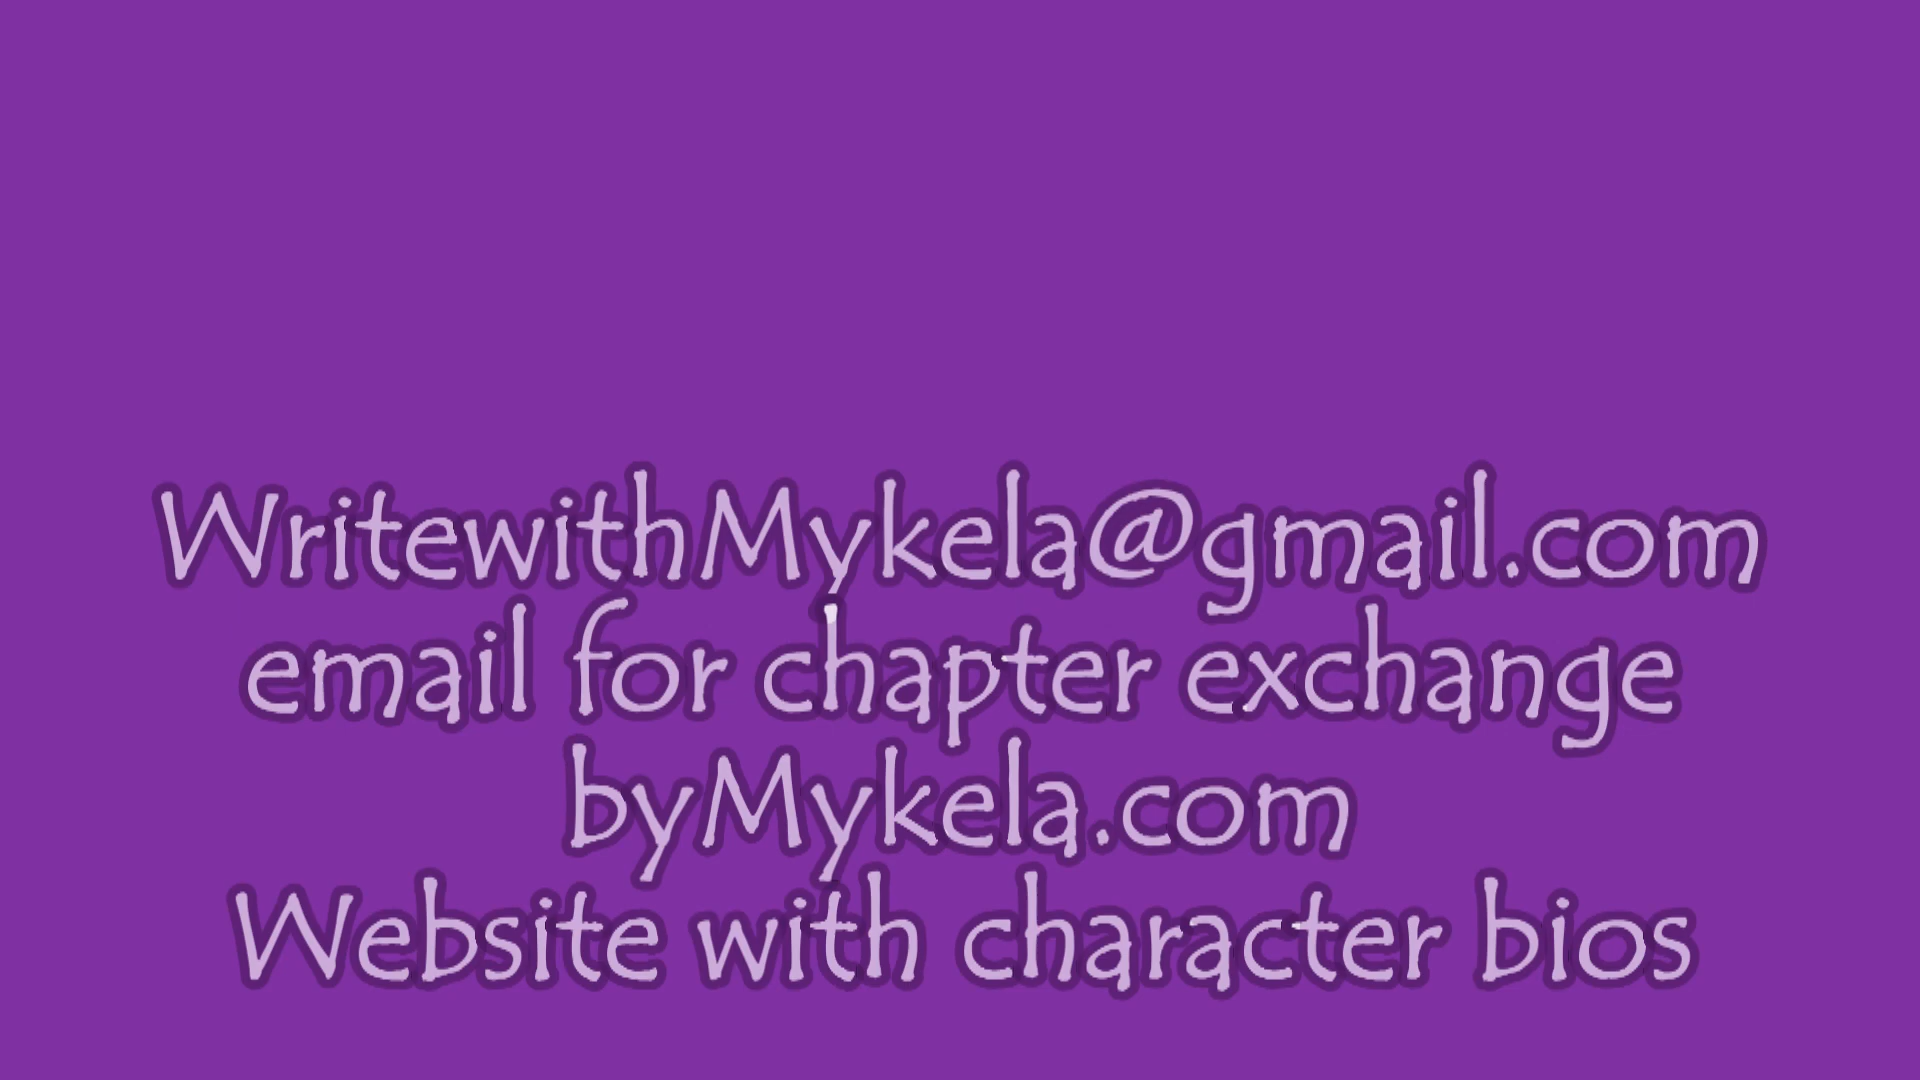 WritewithMykela@gmail.com
email for chapter exchange
byMykela.com
Website with character bios